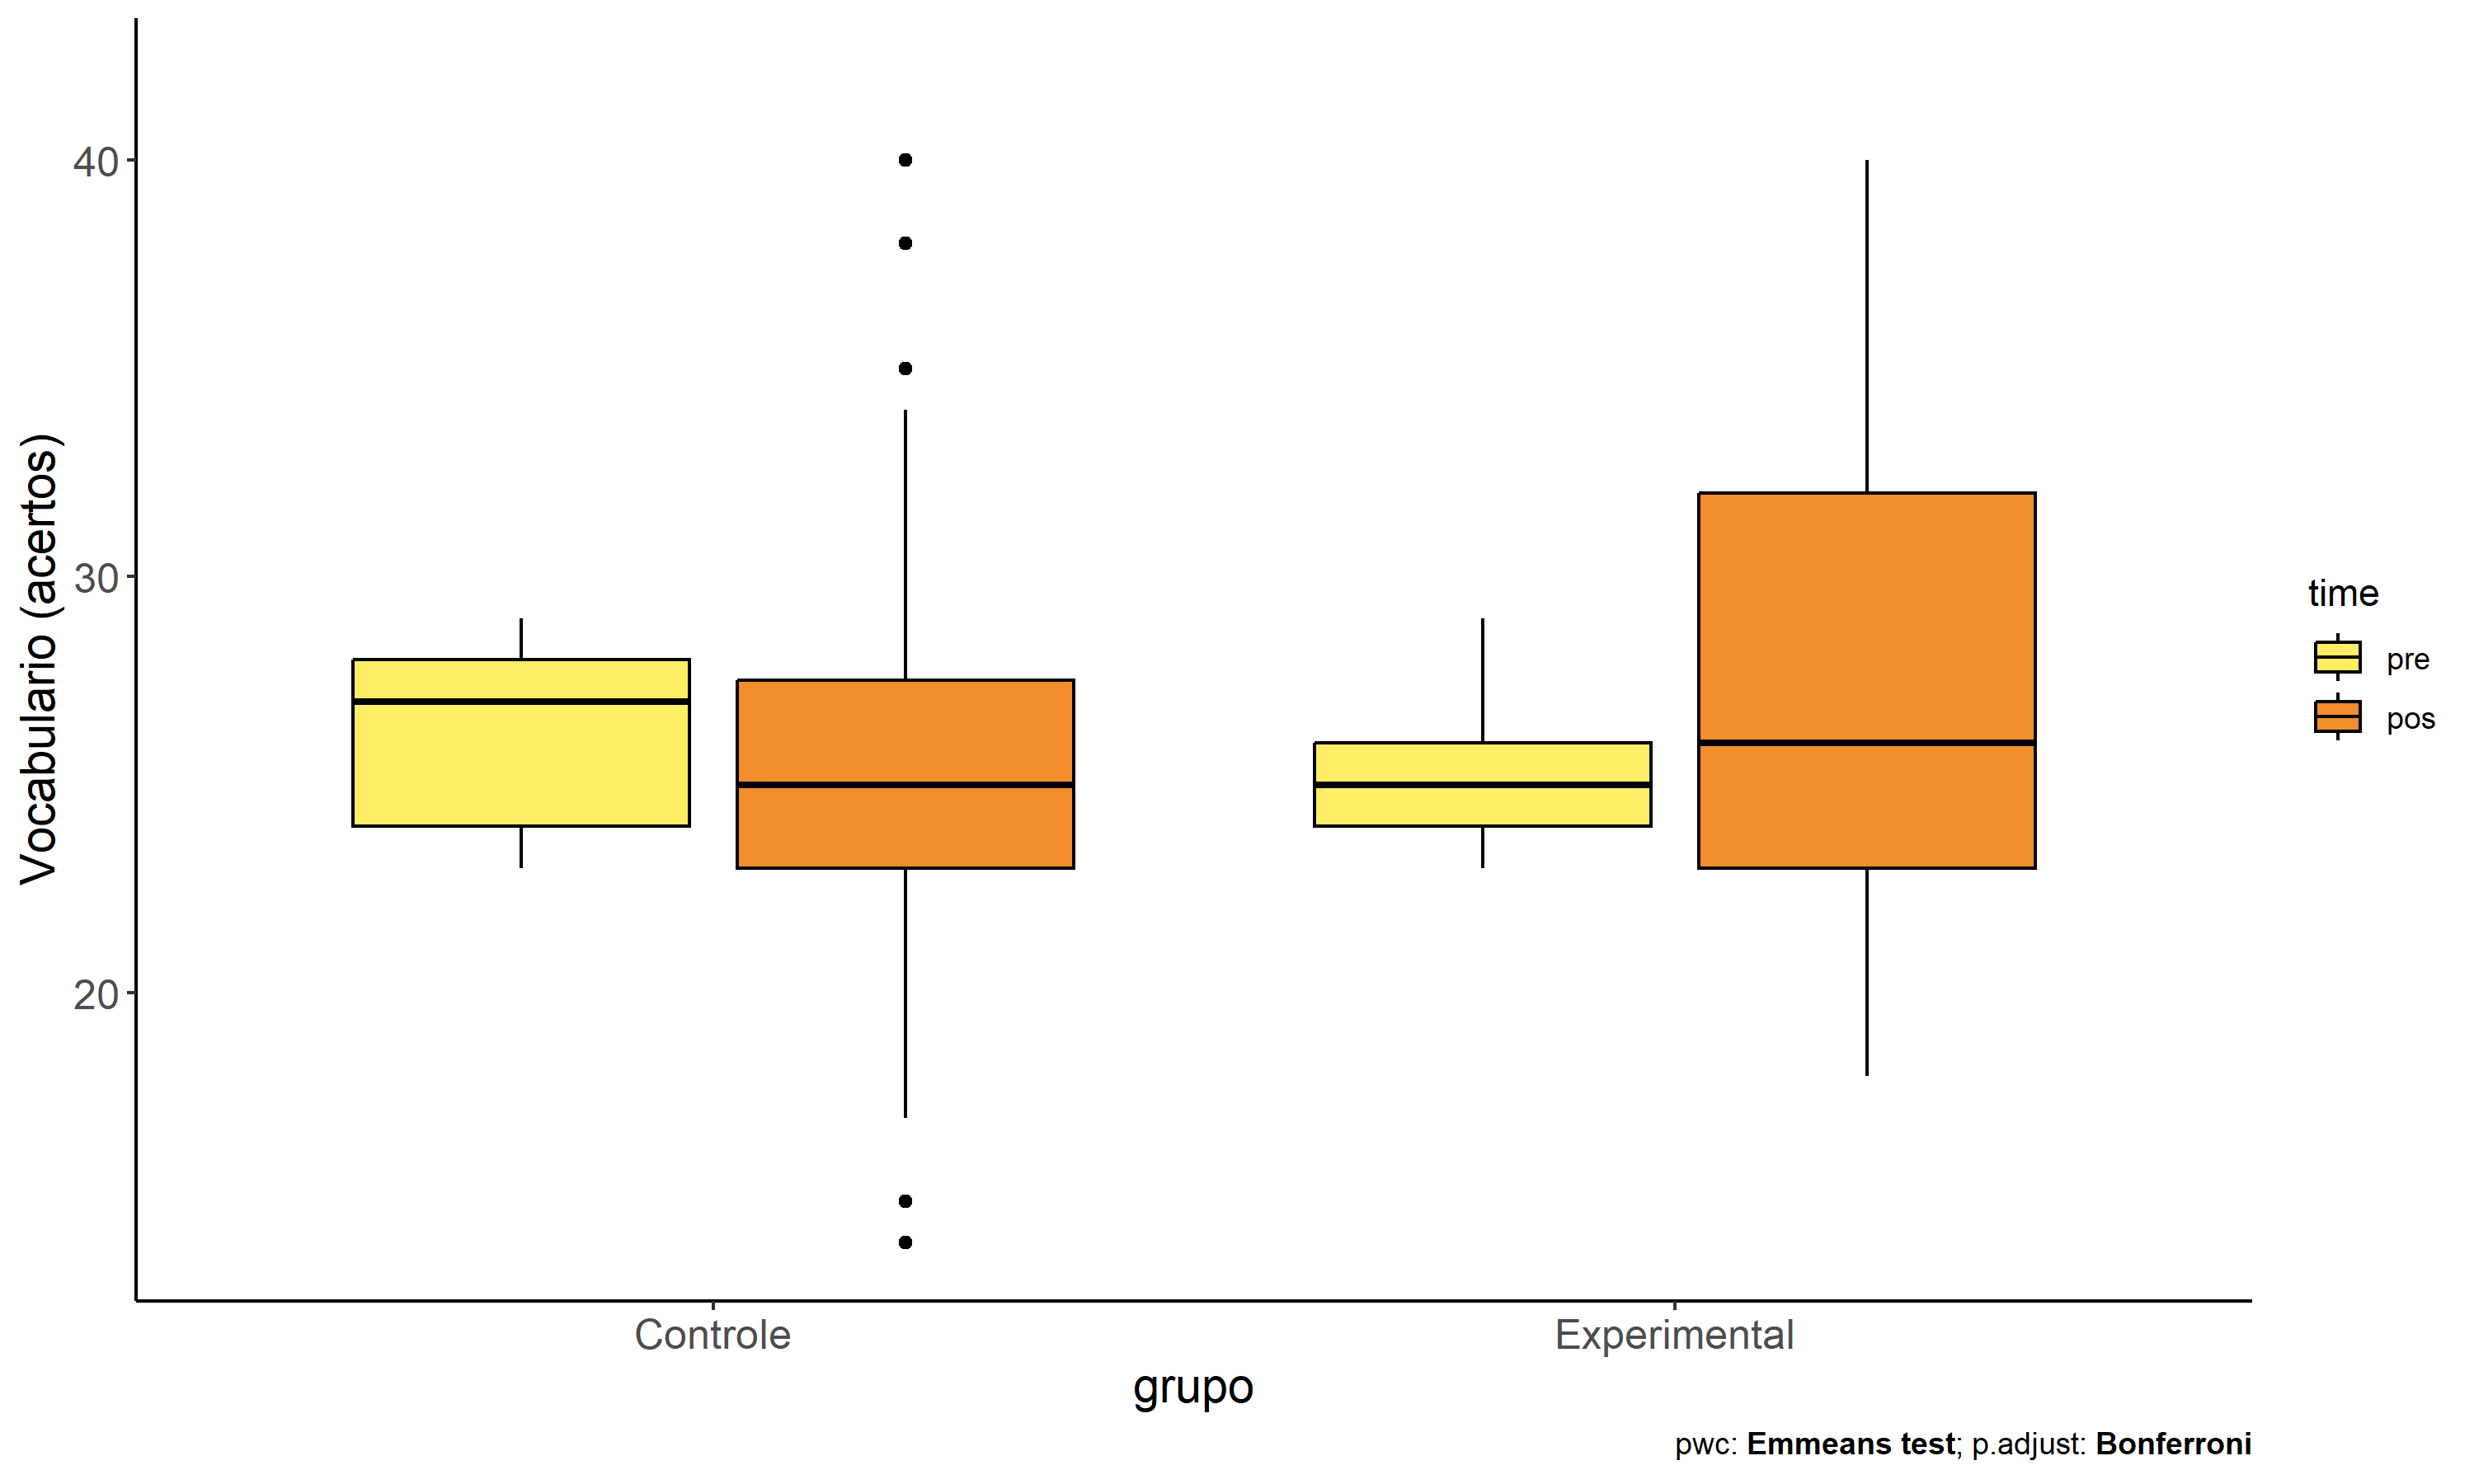 Vocabulario (acertos)
40
30
20
Controle
Experimental
grupo
time
pre
pos
pwc: Emmeans test; p.adjust: Bonferroni